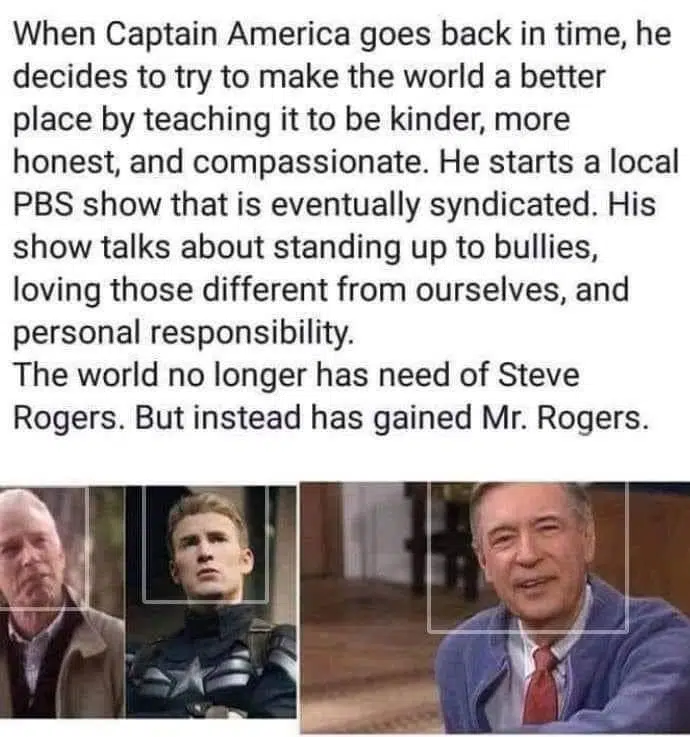 When Captain America goes back in time, he
decides to try to make the world a better
place by teaching it to be kinder, more
honest, and compassionate. He starts a local
PBS show that is eventually syndicated. His
show talks about standing up to bullies,
loving those different from ourselves, and
personal responsibility.
The world no longer has need of Steve
Rogers. But instead has gained Mr. Rogers.